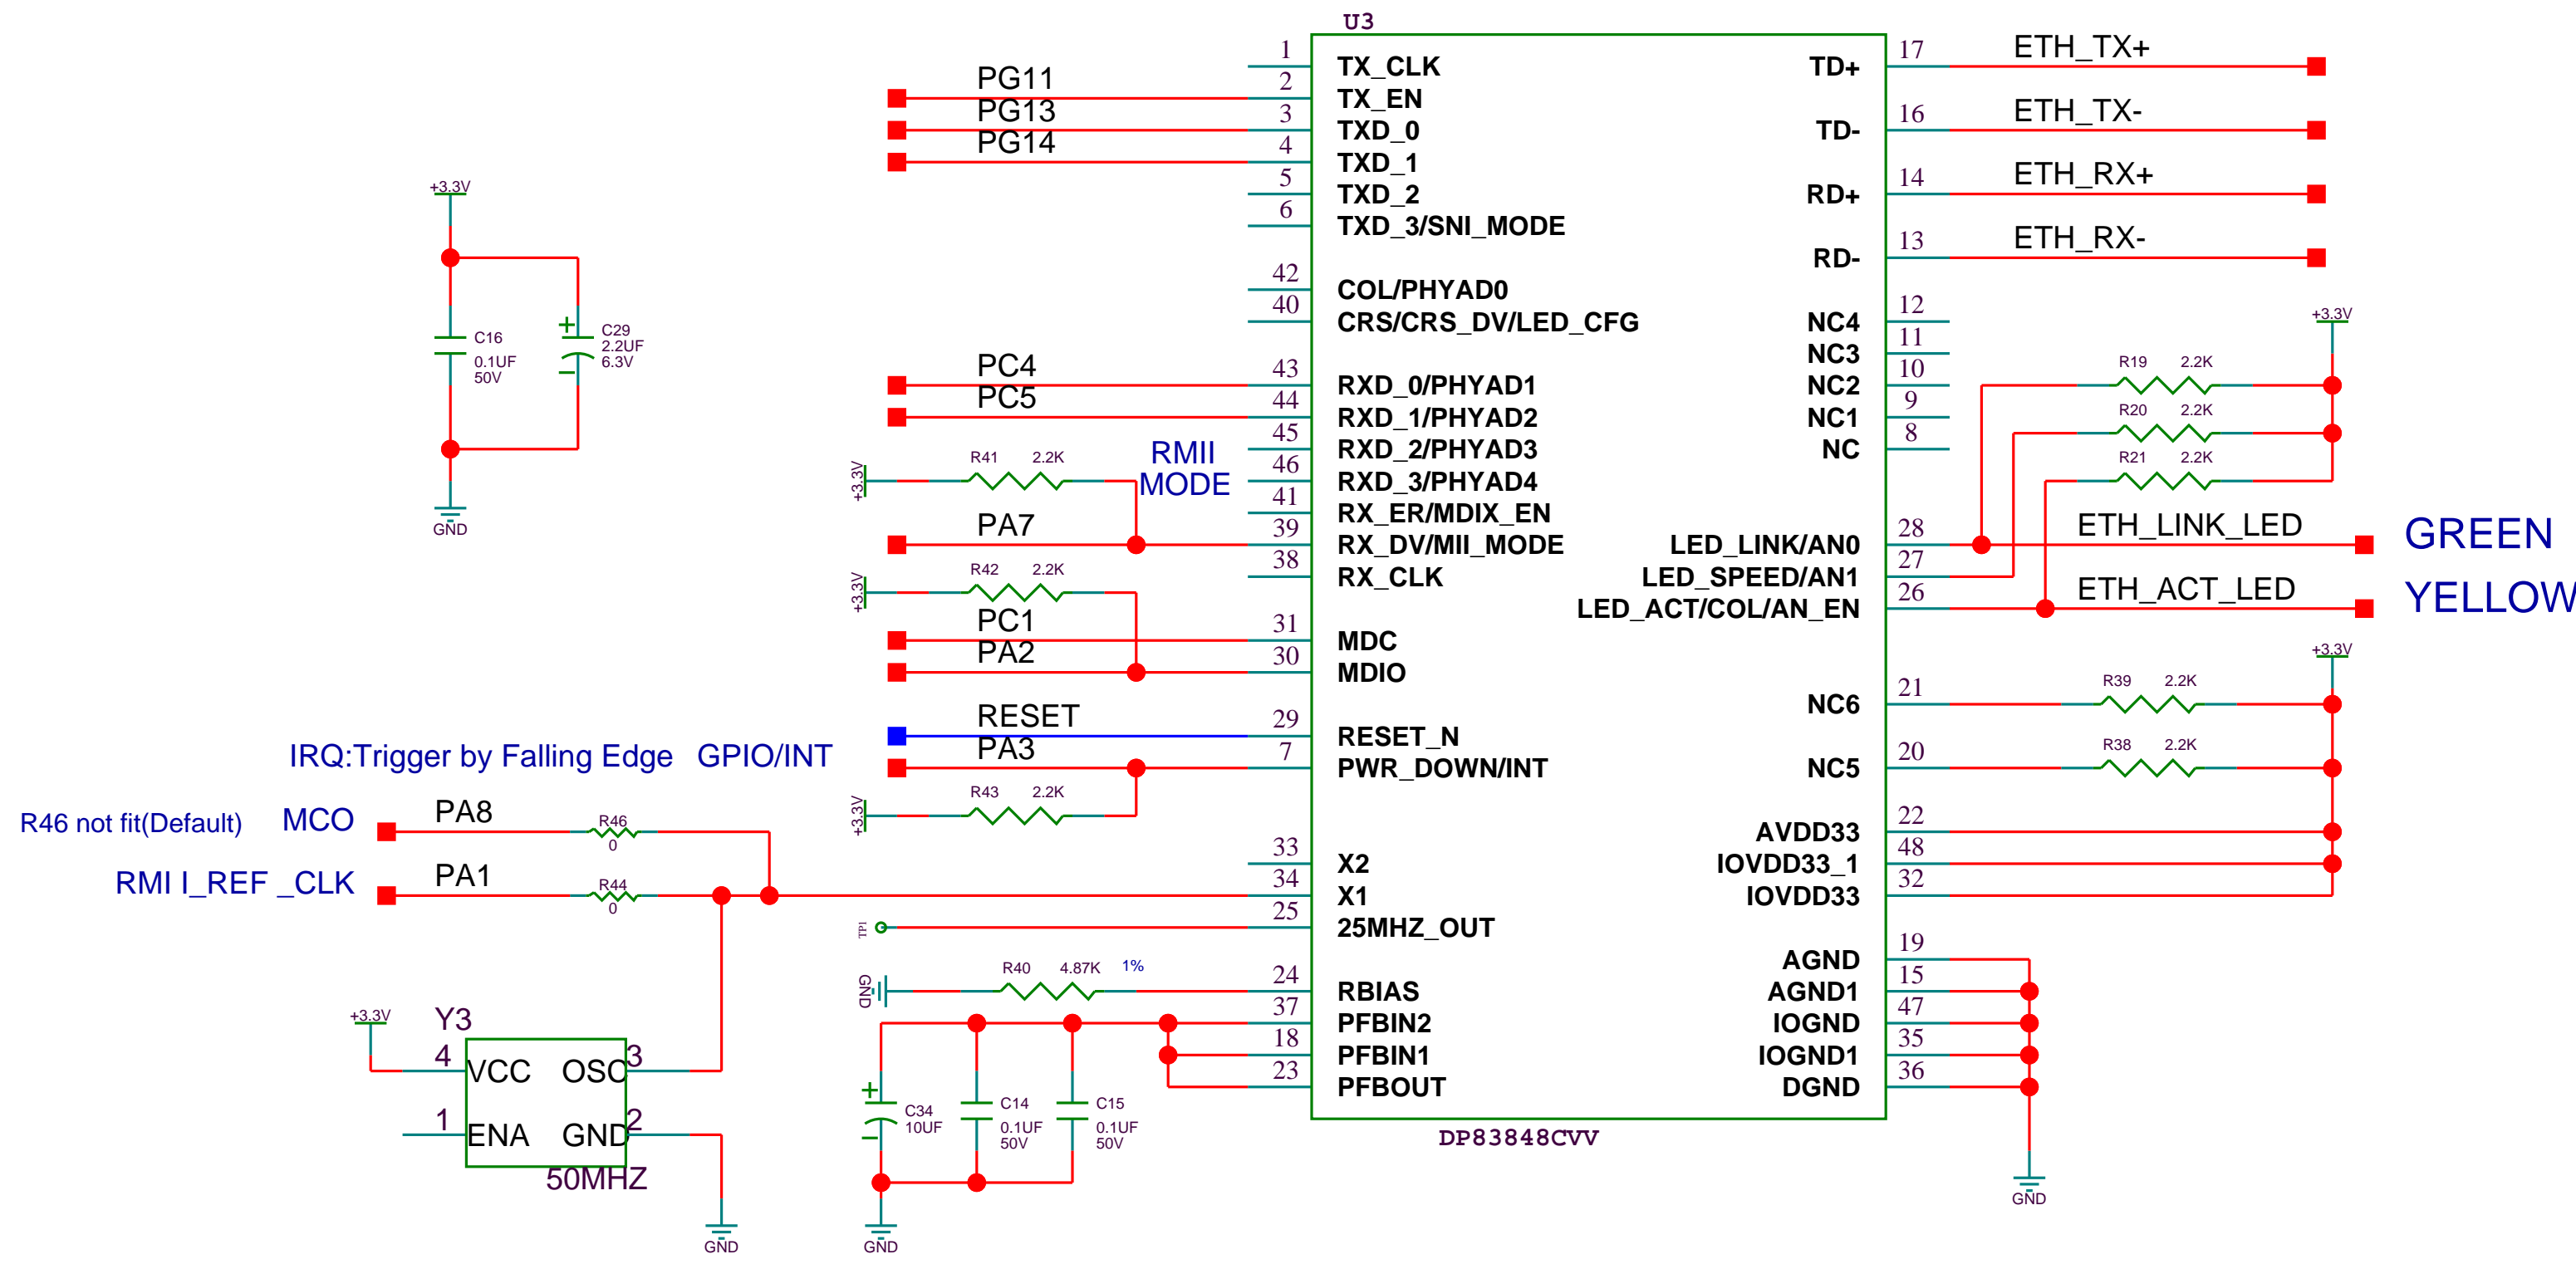 U3
1 TX_CLK
PG11 2 TX_EN
PG13 3 TXD_0
PG14 4 TXD_1
5 TXD_2
6 TXD_3/SNI_MODE
42 COL/PHYAD0
40 CRS/CRS_DV/LED_CFG
PC4 43 RXD_0/PHYAD1
PC5 44 RXD_1/PHYAD2
45 RXD_2/PHYAD3
46 RXD_3/PHYAD4
41 RX_ER/MDIX_EN
PA7 39 RX_DV/MII_MODE
38 RX_CLK
PC1 31 MDC
PA2 30 MDIO
RESET 29 RESET_N
PA3 7 PWR_DOWN/INT
33 X2
34 X1
25 25MHZ_OUT
24 RBIAS
37 PFBIN2
18 PFBIN1
23 PFBOUT
DP83848CVV
TD+ 17 ETH_TX+
TD- 16 ETH_TX-
RD+ 14 ETH_RX+
RD- 13 ETH_RX-
NC4 12
NC3 11
NC2 10
NC1 9
NC 8
LED_LINK/AN0 28 ETH_LINK_LED GREEN
LED_SPEED/AN1 27
LED_ACT/COL/AN_EN 26 ETH_ACT_LED YELLOW
NC6 21
NC5 20
AVDD33 22
IOVDD33_1 48
IOVDD33 32
AGND 19
AGND1 15
IOGND 47
IOGND1 35
DGND 36
GND
+3.3V
R19 2.2K
R20 2.2K
R21 2.2K
+3.3V
R39 2.2K
R38 2.2K
+3.3V
C16
0.1UF
50V
C29
2.2UF
6.3V
GND
RMII
MODE
+3.3V R41 2.2K
+3.3V R42 2.2K
+3.3V R43 2.2K
IRQ:Trigger by Falling Edge GPIO/INT
R46 not fit(Default) MCO PA8 R46
0
RMI I_REF _CLK PA1 R44
0
TP1
GND R40 4.87K 1%
C34
10UF
C14
0.1UF
50V
C15
0.1UF
50V
GND
+3.3V
Y3
4 VCC OSC 3
1 ENA GND 2
50MHZ
GND